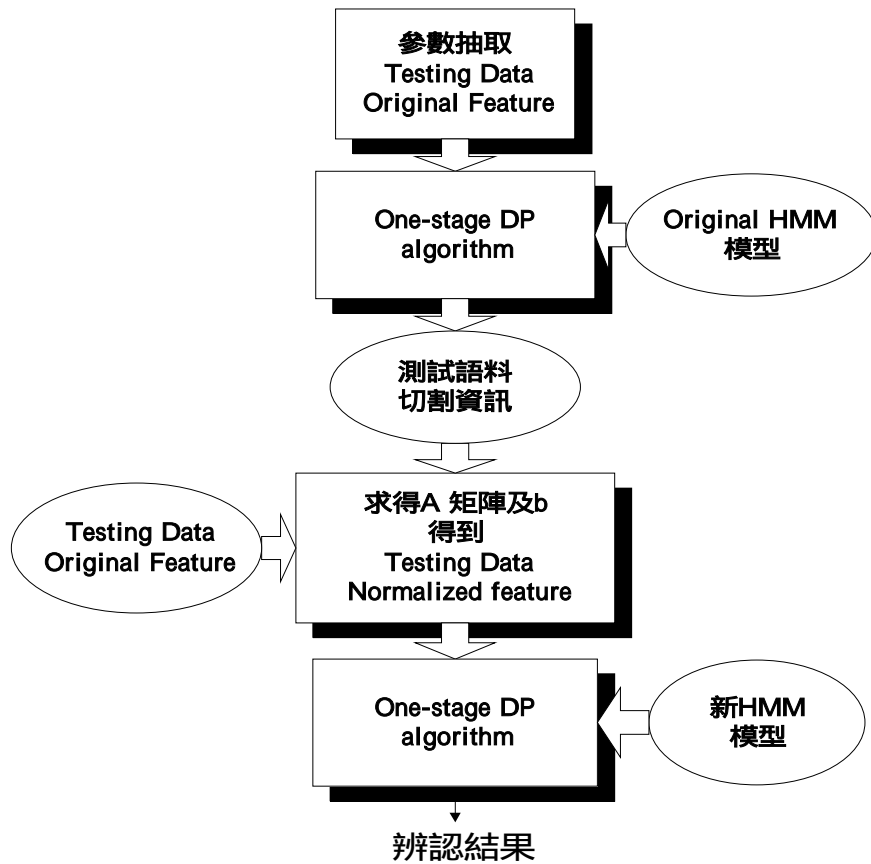 參數抽取
Testing Data
Original Feature
One-stage DP
algorithm
Original HMM
模型
測試語料
切割資訊
Testing Data
Original Feature
求得A 矩陣及b
得到
Testing Data
Normalized feature
One-stage DP
algorithm
新HMM
模型
辨認結果